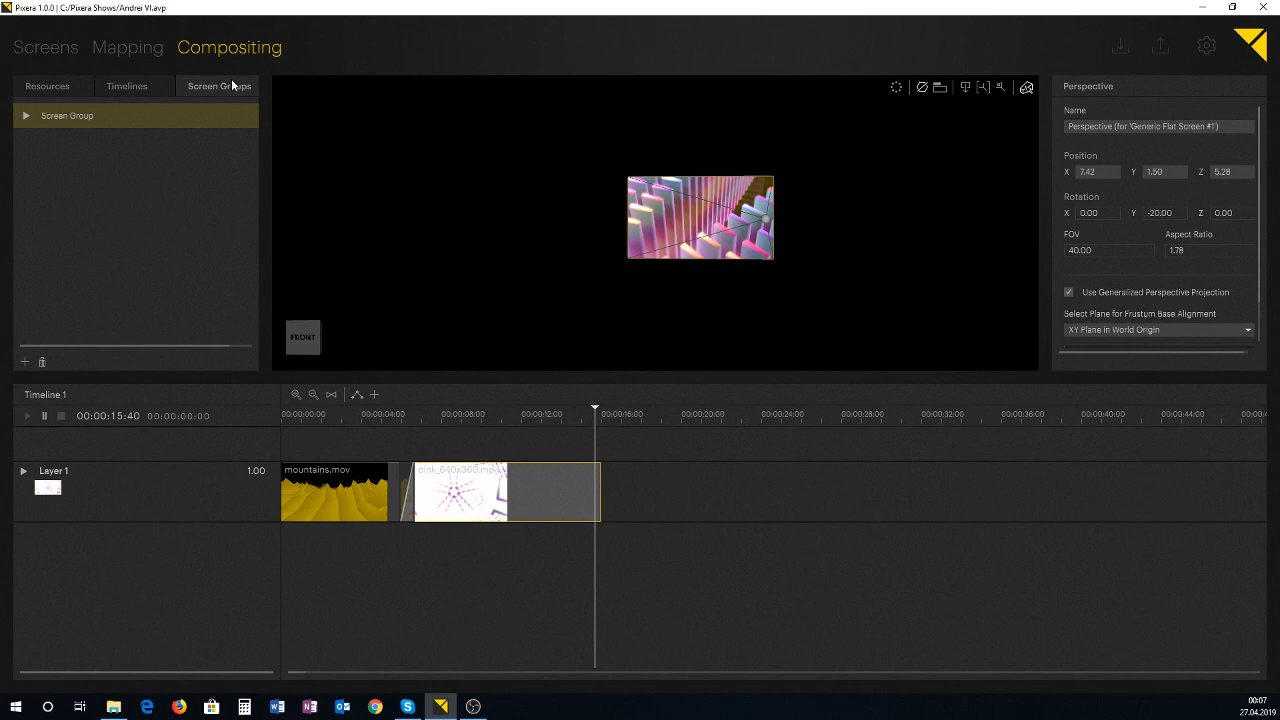 Pixera 1.0.0 | C:/Pixera Shows/Andrei VI.avp
Screens Mapping Compositing
Resources Timelines Screen Groups
Screen Group
FRONT
Perspective
Name
Perspective (for 'Generic Flat Screen #1')
Position
X 7.42 Y 1.50 Z 5.28
Rotation
X 0.00 Y -20.00 Z 0.00
FOV Aspect Ratio
40.00 1.78
Use Generalized Perspective Projection
Select Plane for Frustum Base Alignment
XY Plane in World Origin
Timeline 1
00:00:15:40 00:00:00:00
00:00:00:00 00:00:04:00 00:00:08:00 00:00:12:00 00:00:16:00 00:00:20:00 00:00:24:00 00:00:28:00 00:00:32:00 00:00:36:00 00:00:40:00 00:00:44:00 00:00:4
Layer 1 1.00
mountains.mov pink_640x360.mp
00:07
27.04.2019